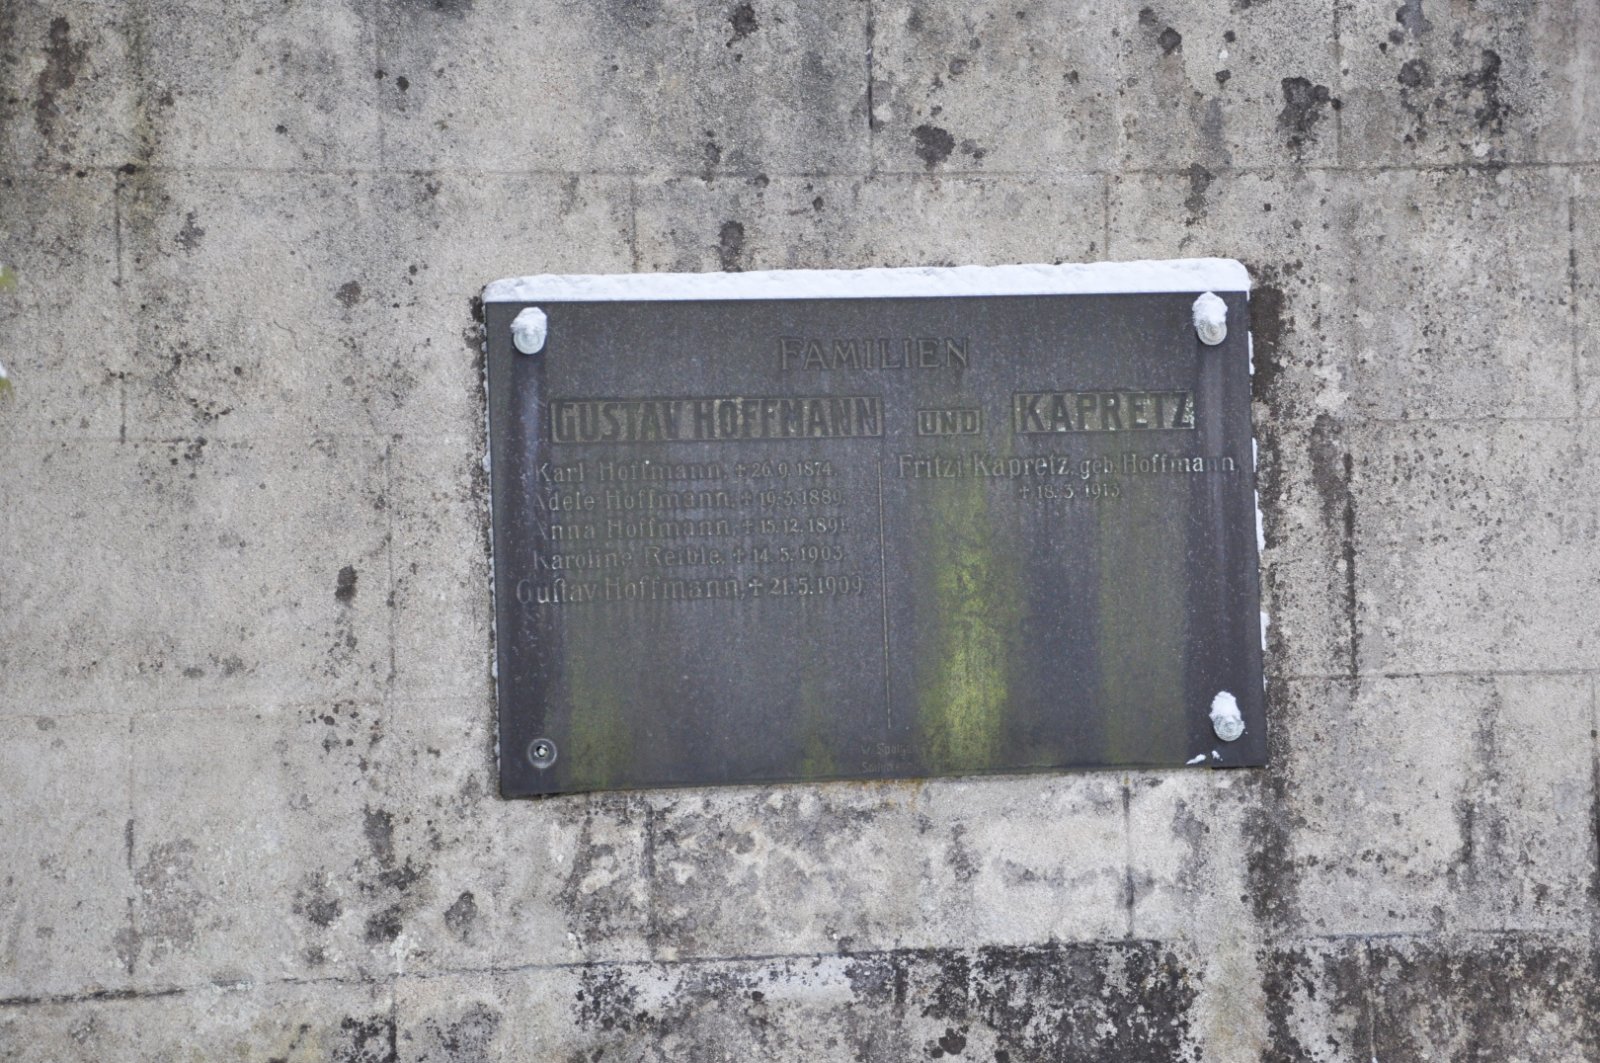 FAMILIEN
GUSTAV HOFFMANN UND KAPRETZ
Karl Hoffmann, ✝ 26.9.1874.
Adele Hoffmann, ✝ 19.3.1889.
Anna Hoffmann, ✝ 15.12.1891.
Karoline Reible, ✝ 14.5.1903.
Gustav Hoffmann, ✝ 21.5.1909.
Fritzi Kapretz, geb. Hoffmann,
✝ 18.3.1913